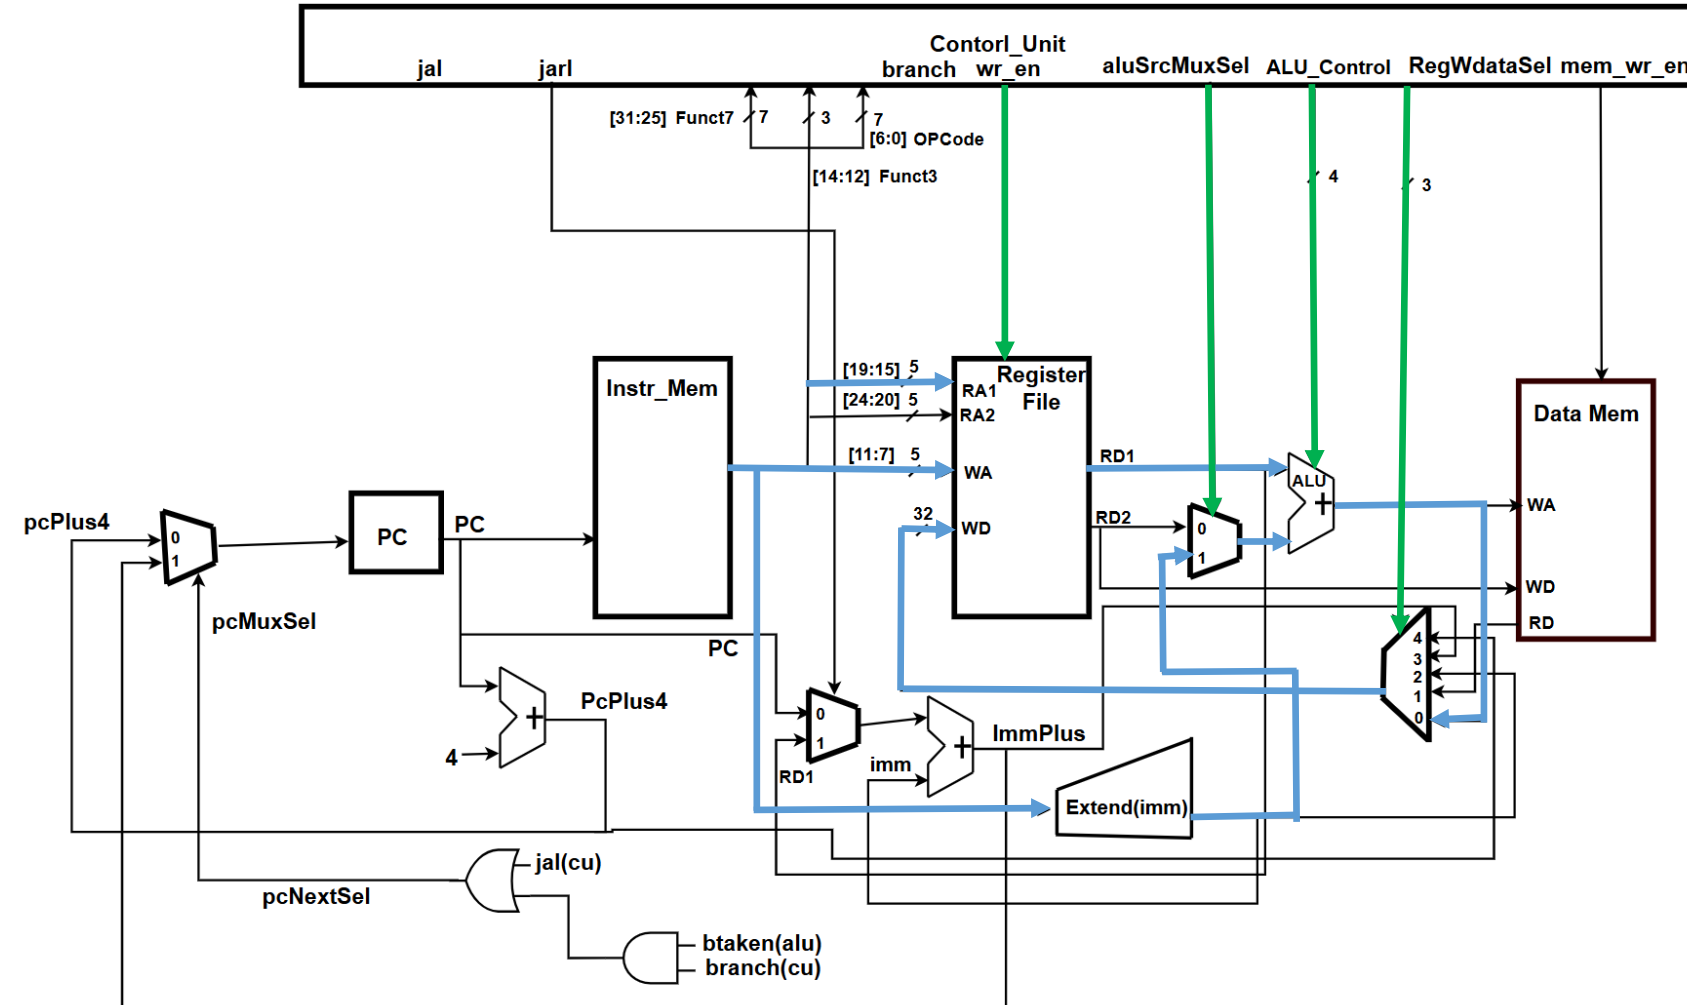 Contorl_Unit
jal
jarl
branch
wr_en
aluSrcMuxSel
ALU_Control
RegWdataSel
mem_wr_en
[31:25] Funct7
7
3
7
[6:0] OPCode
[14:12] Funct3
4
3
Instr_Mem
[19:15]
5
RA1
Register
File
[24:20]
5
RA2
Data Mem
[11:7]
5
WA
RD1
ALU
+
WA
32
WD
RD2
0
1
WD
RD
pcPlus4
0
1
PC
PC
pcMuxSel
PC
4
3
2
1
0
+
4
PcPlus4
0
1
RD1
+
imm
ImmPlus
Extend(imm)
jal(cu)
pcNextSel
btaken(alu)
branch(cu)